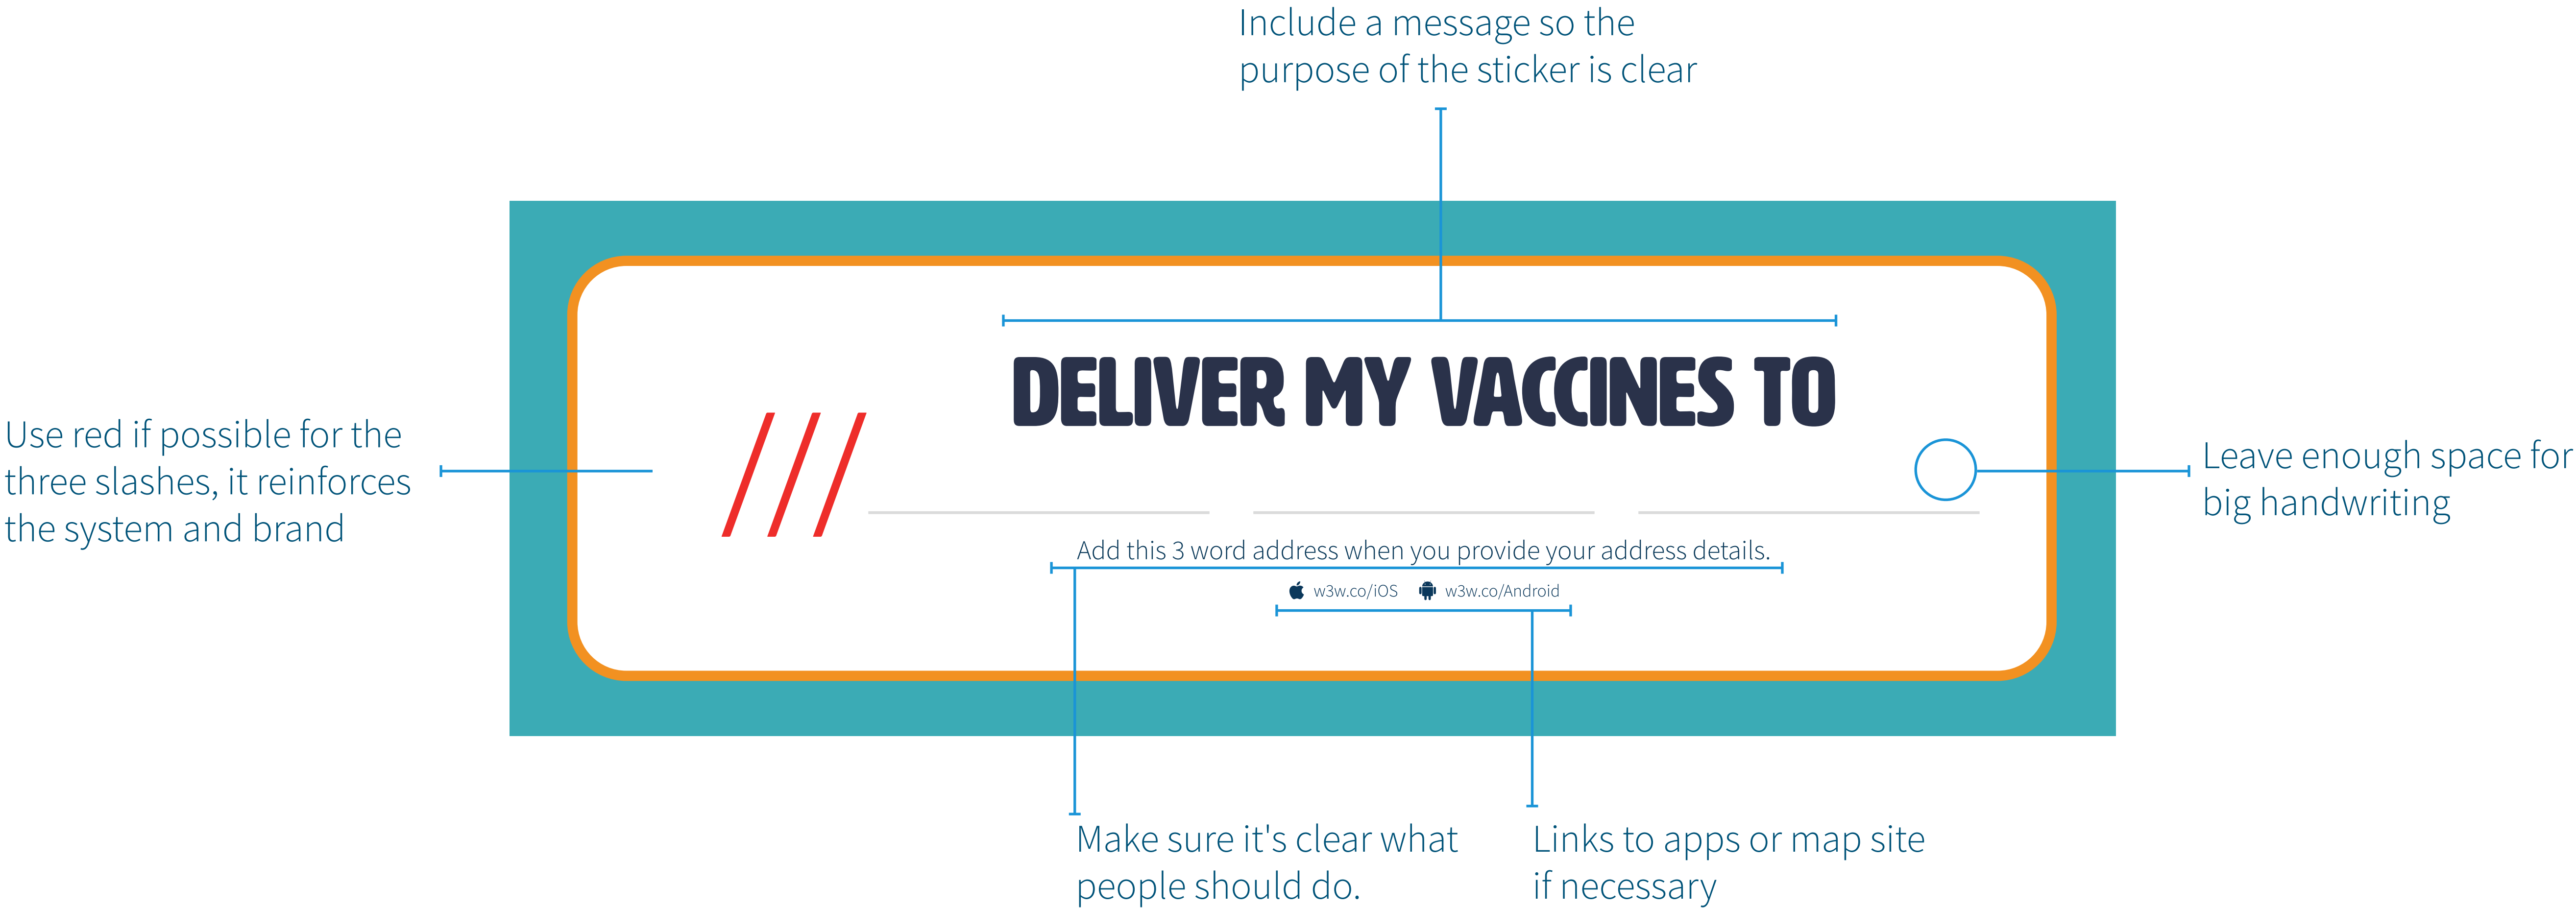 Include a message so the
purpose of the sticker is clear
DELIVER MY VACCINES TO
Use red if possible for the
three slashes, it reinforces
the system and brand
///
Leave enough space for
big handwriting
Add this 3 word address when you provide your address details.
w3w.co/iOS w3w.co/Android
Make sure it's clear what
people should do.
Links to apps or map site
if necessary